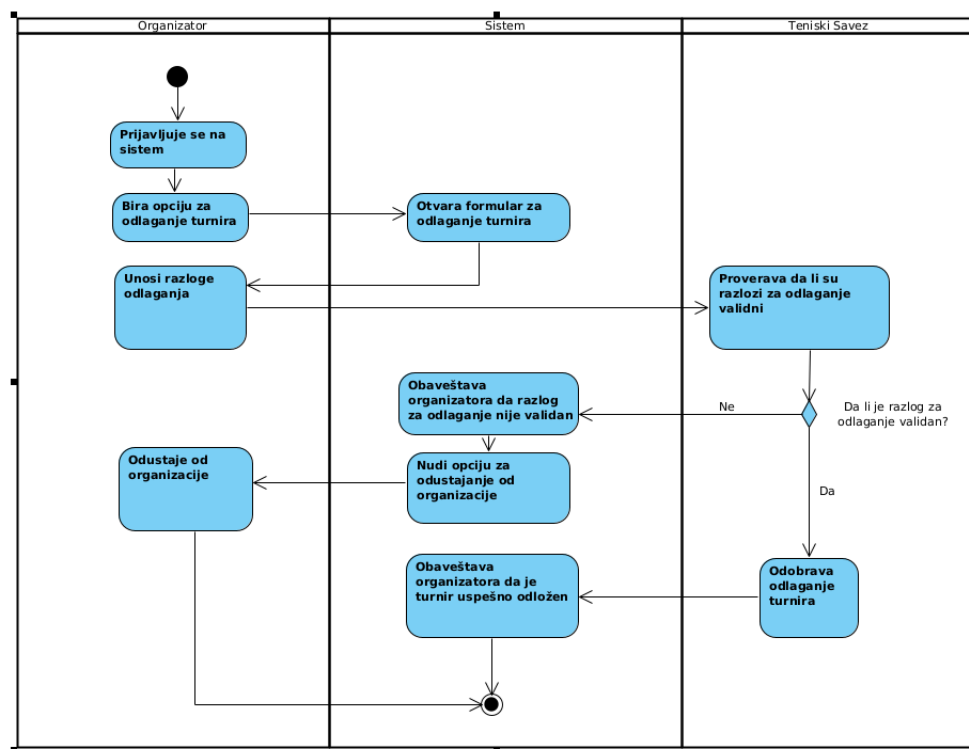 Organizator
Sistem
Teniski Savez
Prijavljuje se na
sistem
Bira opciju za
odlaganje turnira
Otvara formular za
odlaganje turnira
Unosi razloge
odlaganja
Proverava da li su
razlozi za odlaganje
validni
Obaveštava
organizatora da razlog
za odlaganje nije validan
Ne
Da li je razlog za
odlaganje validan?
Odustaje od
organizacije
Nudi opciju za
odustajanje od
organizacije
Da
Obaveštava
organizatora da je
turnir uspešno odložen
Odobrava
odlaganje
turnira